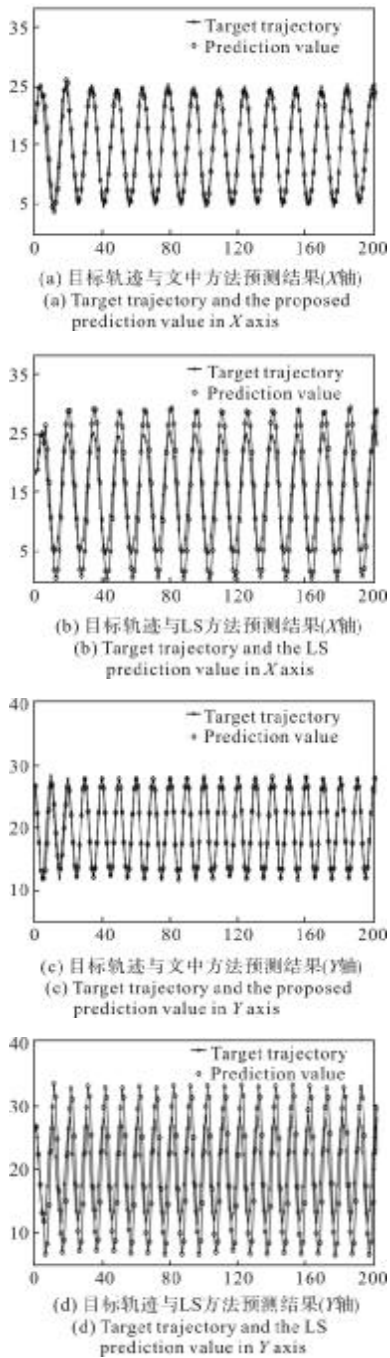 35
25
15
5
0 40 80 120 160 200
Target trajectory
Prediction value
(a) 目标轨迹与文中方法预测结果(X轴)
(a) Target trajectory and the proposed
prediction value in X axis
35
25
15
5
0 40 80 120 160 200
Target trajectory
Prediction value
(b) 目标轨迹与LS方法预测结果(X轴)
(b) Target trajectory and the LS
prediction value in X axis
40
30
20
10
0 40 80 120 160 200
Target trajectory
Prediction value
(c) 目标轨迹与文中方法预测结果(Y轴)
(c) Target trajectory and the proposed
prediction value in Y axis
40
30
20
10
0 40 80 120 160 200
Target trajectory
Prediction value
(d) 目标轨迹与LS方法预测结果(Y轴)
(d) Target trajectory and the LS
prediction value in Y axis